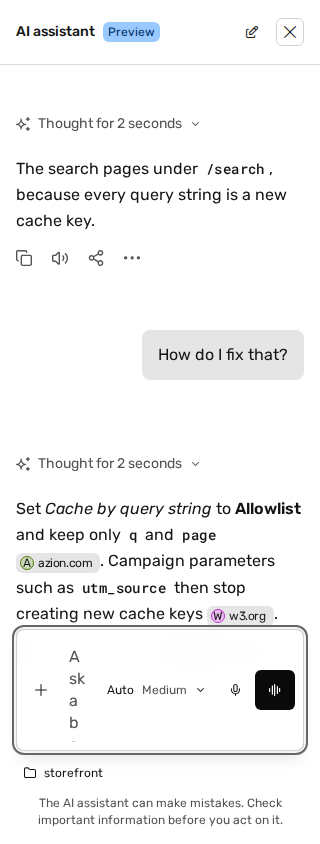 AI assistant Preview
Thought for 2 seconds
The search pages under /search,
because every query string is a new
cache key.
How do I fix that?
Thought for 2 seconds
Set Cache by query string to Allowlist
and keep only q and page
A azon.com. Campaign parameters
such as utm_source then stop
creating new cache keys W w3.org.
A
sk
a
b
Auto Medium
storefront
The AI assistant can make mistakes. Check
important information before you act on it.